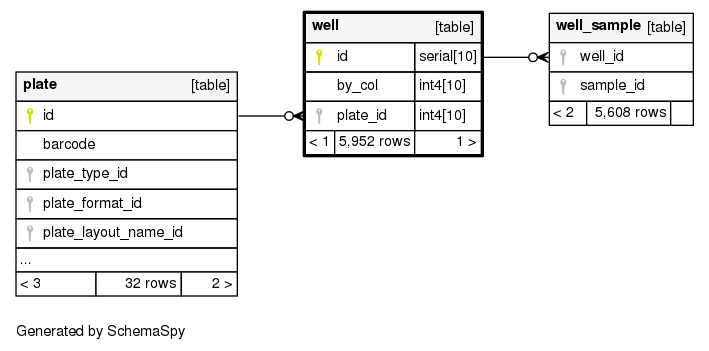 plate [table]
id
barcode
plate_type_id
plate_format_id
plate_layout_name_id
...
< 3 32 rows 2 >
well [table]
id serial[10]
by_col int4[10]
plate_id int4[10]
< 1 5,952 rows 1 >
well_sample [table]
well_id
sample_id
< 2 5,608 rows
Generated by SchemaSpy